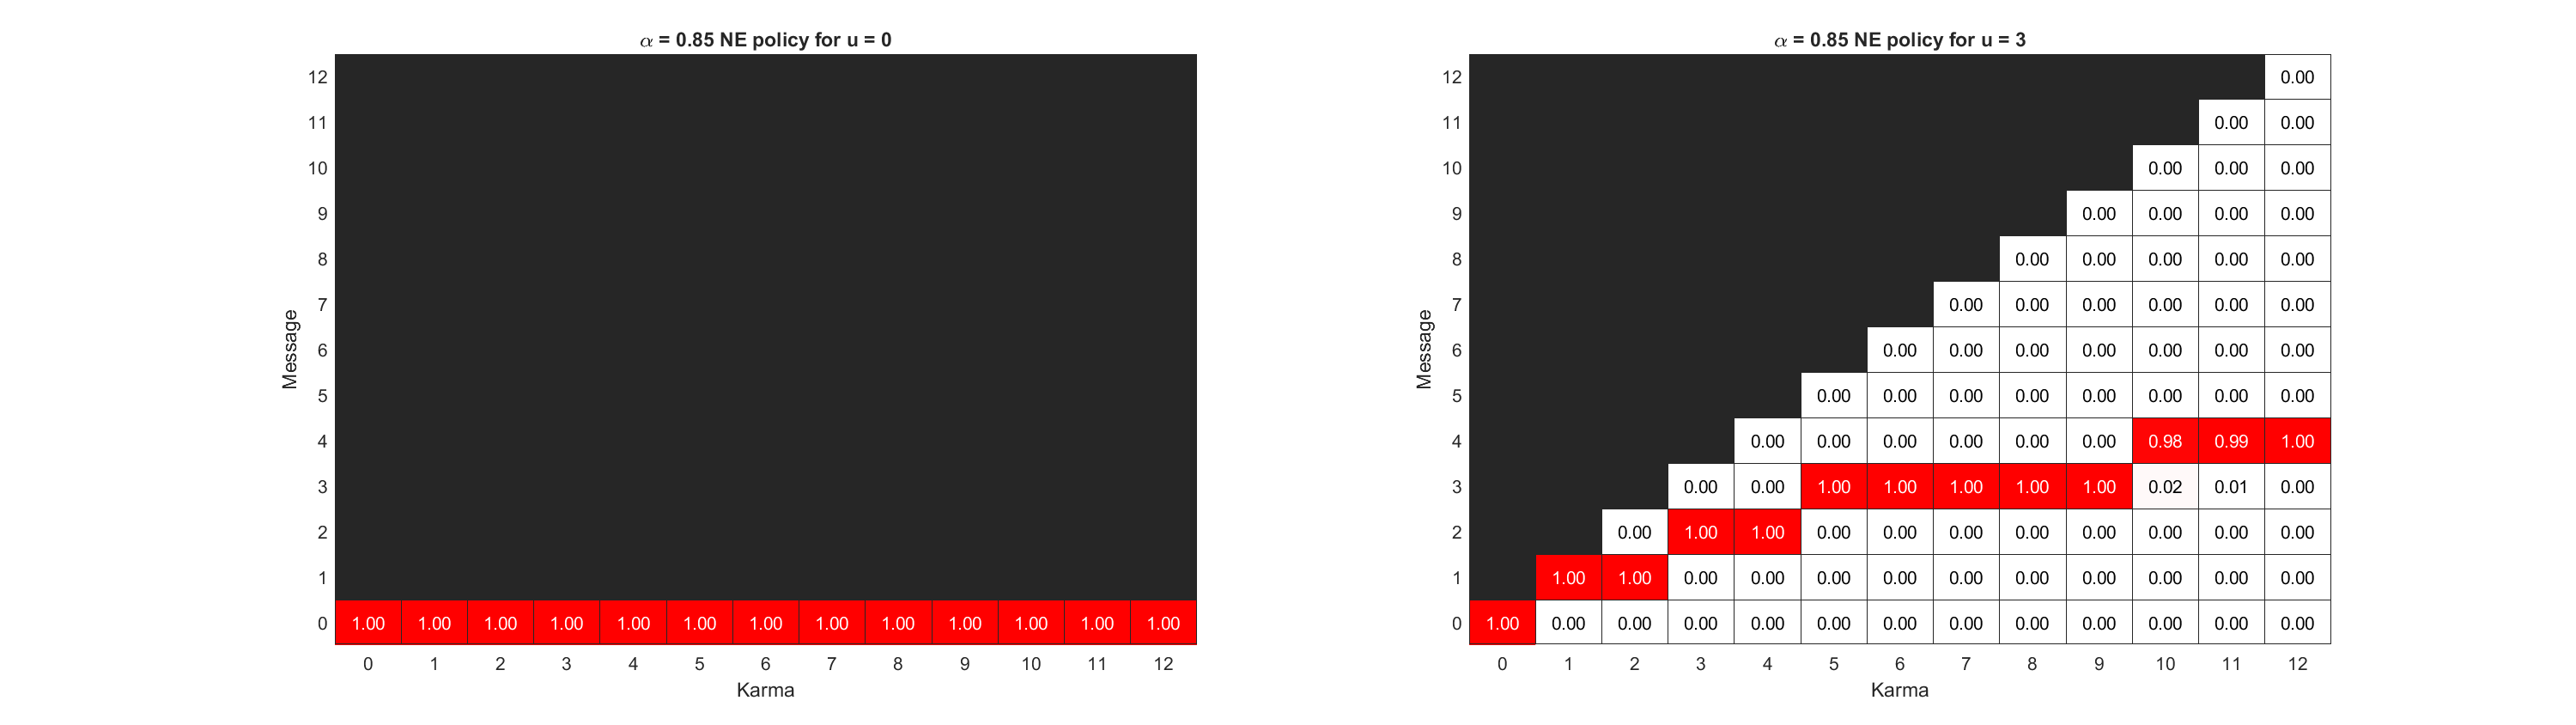 α = 0.85 NE policy for u = 0
12
11
10
9
8
7
6
5
4
3
2
1
0 1.00 1.00 1.00 1.00 1.00 1.00 1.00 1.00 1.00 1.00 1.00 1.00 1.00
0 1 2 3 4 5 6 7 8 9 10 11 12
Message
Karma
α = 0.85 NE policy for u = 3
12 0.00
11 0.00 0.00
10 0.00 0.00 0.00
9 0.00 0.00 0.00 0.00
8 0.00 0.00 0.00 0.00 0.00
7 0.00 0.00 0.00 0.00 0.00 0.00
6 0.00 0.00 0.00 0.00 0.00 0.00 0.00
5 0.00 0.00 0.00 0.00 0.00 0.00 0.00 0.00
4 0.00 0.00 0.00 0.00 0.00 0.00 0.98 0.99 1.00
3 0.00 0.00 1.00 1.00 1.00 1.00 1.00 0.02 0.01 0.00
2 0.00 1.00 1.00 0.00 0.00 0.00 0.00 0.00 0.00 0.00 0.00
1 1.00 1.00 0.00 0.00 0.00 0.00 0.00 0.00 0.00 0.00 0.00 0.00
0 1.00 0.00 0.00 0.00 0.00 0.00 0.00 0.00 0.00 0.00 0.00 0.00 0.00
0 1 2 3 4 5 6 7 8 9 10 11 12
Message
Karma